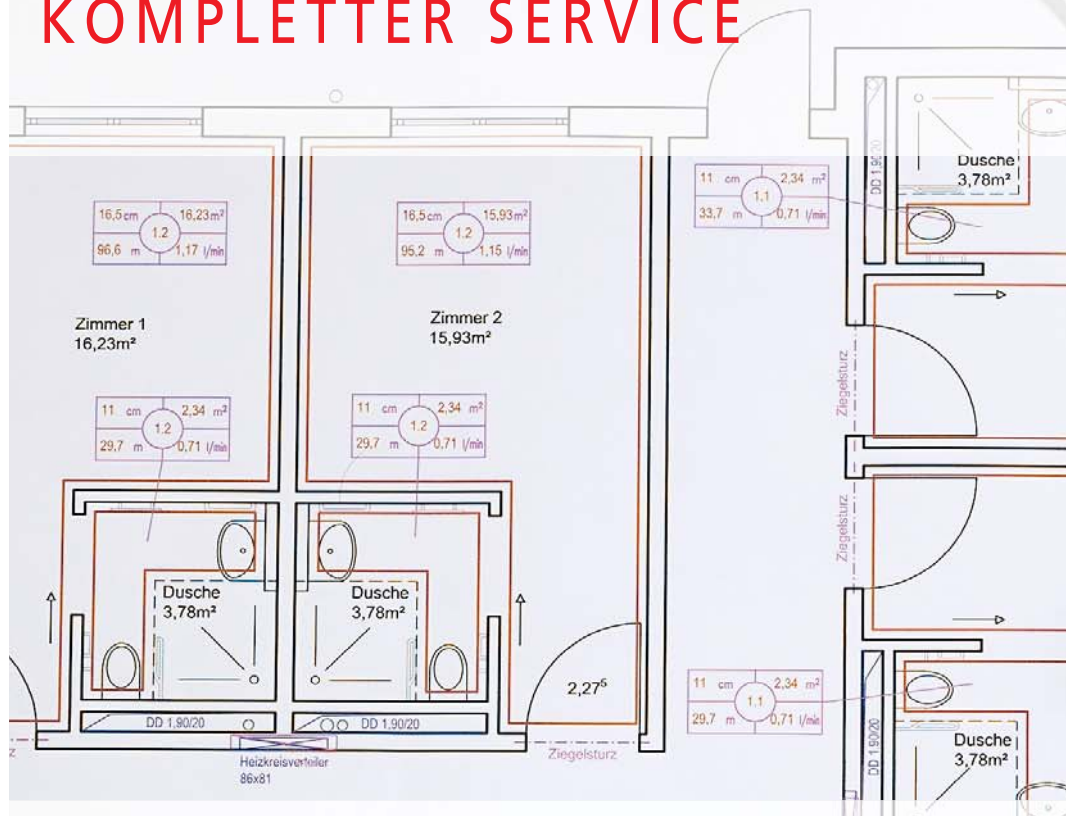 KOMPLETTER SERVICE
DD 1.90/20
Dusche
3,78m²
11 cm 2,34 m²
1.1
33,7 m 0,71 l/min
16,5cm 16,23m²
1.2
96,6 m 1,17 l/min
16,5cm 15,93m²
1.2
95,2 m 1,15 l/min
Zimmer 1
16,23m²
Zimmer 2
15,93m²
Ziegelsturz
11 cm 2,34 m²
1.2
29,7 m 0,71 l/min
11 cm 2,34 m²
1.2
29,7 m 0,71 l/min
Ziegelsturz
Dusche
3,78m²
Dusche
3,78m²
2,27⁵
11 cm 2,34 m²
1.1
29,7 m 0,71 l/min
DD 1.90/20
DD 1.90/20
DD 1.90/20
Dusche
3,78m²
z
Heizkreisverteiler
86x81
Ziegelsturz